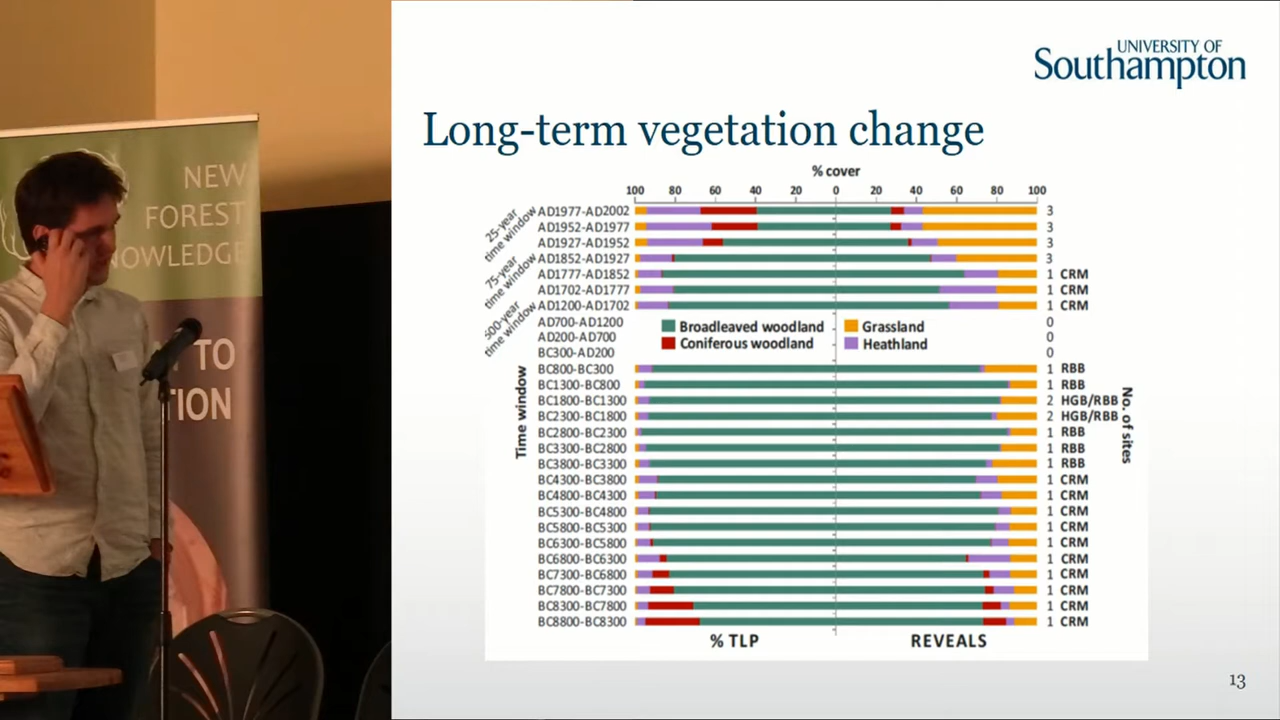 NEW
FOREST
NOWLEDGE
TO
TION
UNIVERSITY OF
Southampton
Long-term vegetation change
% cover
100 80 60 40 20 0 20 40 60 80 100
25-year time window
75-year time window
500-year time window
AD1977-AD2002 3
AD1952-AD1977 3
AD1927-AD1952 3
AD1852-AD1927 3
AD1777-AD1852 1 CRM
AD1702-AD1777 1 CRM
AD1200-AD1702 1 CRM
AD700-AD1200 0
AD200-AD700 0
BC300-AD200 0
Broadleaved woodland Grassland
Coniferous woodland Heathland
BC800-BC300 1 RBB
BC1300-BC800 1 RBB
BC1800-BC1300 2 HGB/RBB
BC2300-BC1800 2 HGB/RBB
BC2800-BC2300 1 RBB
BC3300-BC2800 1 RBB
BC3800-BC3300 1 RBB
BC4300-BC3800 1 CRM
BC4800-BC4300 1 CRM
BC5300-BC4800 1 CRM
BC5800-BC5300 1 CRM
BC6300-BC5800 1 CRM
BC6800-BC6300 1 CRM
BC7300-BC6800 1 CRM
BC7800-BC7300 1 CRM
BC8300-BC7800 1 CRM
BC8800-BC8300 1 CRM
Time window
No. of sites
% TLP REVEALS
13